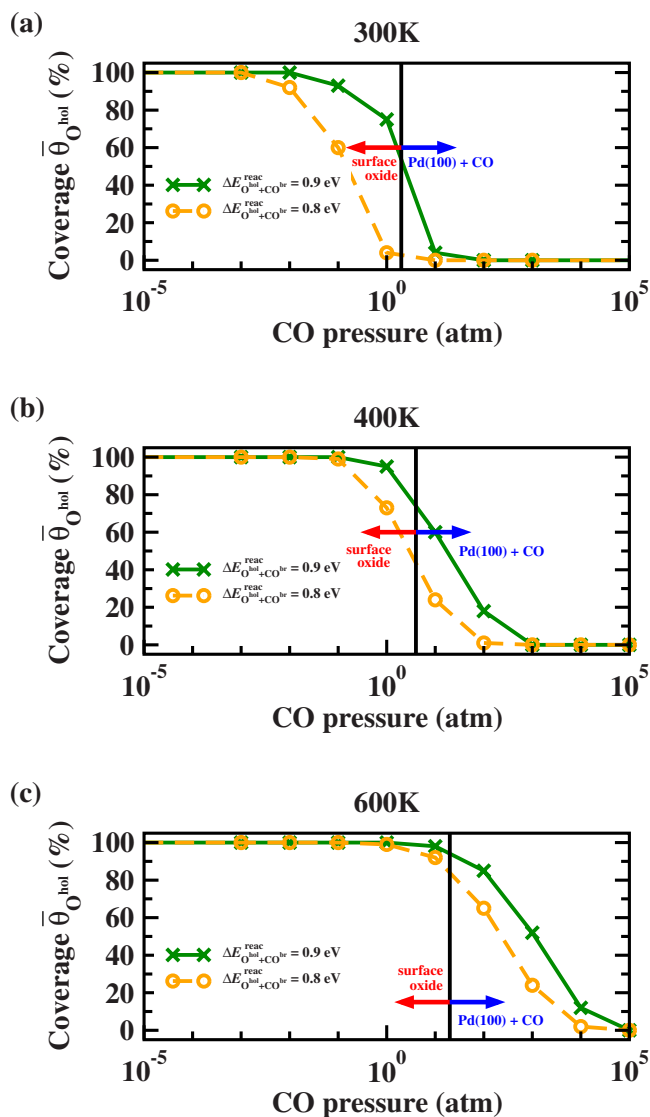 (a)
300K
Coverage θ̅_O^hol (%)
100
80
60
40
20
0
surface
oxide
Pd(100) + CO
ΔE^reac_O^hol+CO^br = 0.9 eV
ΔE^reac_O^hol+CO^br = 0.8 eV
10^-5
10^0
10^5
CO pressure (atm)
(b)
400K
Coverage θ̅_O^hol (%)
100
80
60
40
20
0
surface
oxide
Pd(100) + CO
ΔE^reac_O^hol+CO^br = 0.9 eV
ΔE^reac_O^hol+CO^br = 0.8 eV
10^-5
10^0
10^5
CO pressure (atm)
(c)
600K
Coverage θ̅_O^hol (%)
100
80
60
40
20
0
ΔE^reac_O^hol+CO^br = 0.9 eV
ΔE^reac_O^hol+CO^br = 0.8 eV
surface
oxide
Pd(100) + CO
10^-5
10^0
10^5
CO pressure (atm)